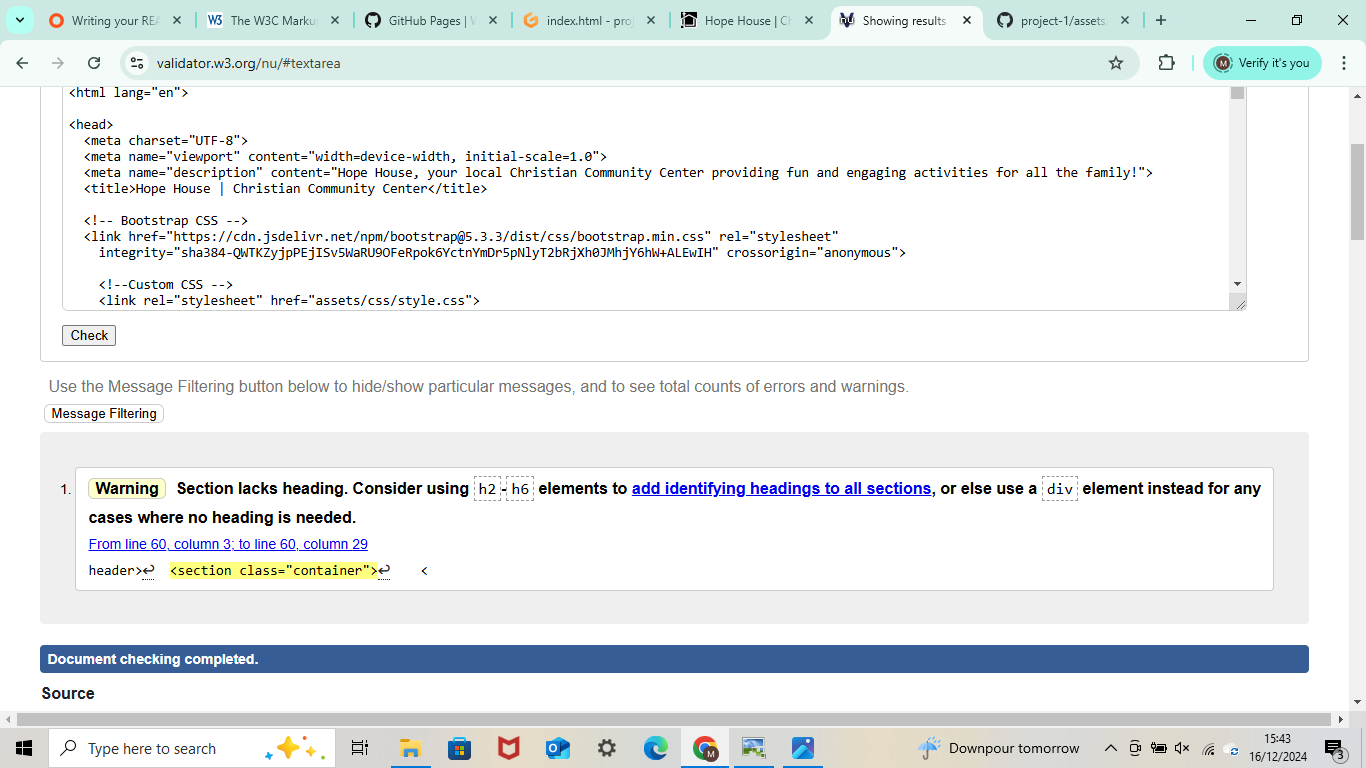 Writing your REA
The W3C Marku
GitHub Pages | W
index.html - proj
Hope House | Ch
Showing results
project-1/assets
validator.w3.org/nu/#textarea
Verify it's you
<html lang="en">
<head>
<meta charset="UTF-8">
<meta name="viewport" content="width=device-width, initial-scale=1.0">
<meta name="description" content="Hope House, your local Christian Community Center providing fun and engaging activities for all the family!">
<title>Hope House | Christian Community Center</title>
<!-- Bootstrap CSS -->
<link href="https://cdn.jsdelivr.net/npm/bootstrap@5.3.3/dist/css/bootstrap.min.css" rel="stylesheet"
integrity="sha384-QWTKZyjpPEjISv5WaRU9OFeRpok6YctnYmDr5pNlyT2bRjXh0JMhjY6hW+ALEwIH" crossorigin="anonymous">
<!--Custom CSS -->
<link rel="stylesheet" href="assets/css/style.css">
Check
Use the Message Filtering button below to hide/show particular messages, and to see total counts of errors and warnings.
Message Filtering
1. Warning Section lacks heading. Consider using h2-h6 elements to add identifying headings to all sections, or else use a div element instead for any
cases where no heading is needed.
From line 60, column 3; to line 60, column 29
header>↩ <section class="container">↩ <
Document checking completed.
Source
Type here to search
Downpour tomorrow
15:43
16/12/2024
3